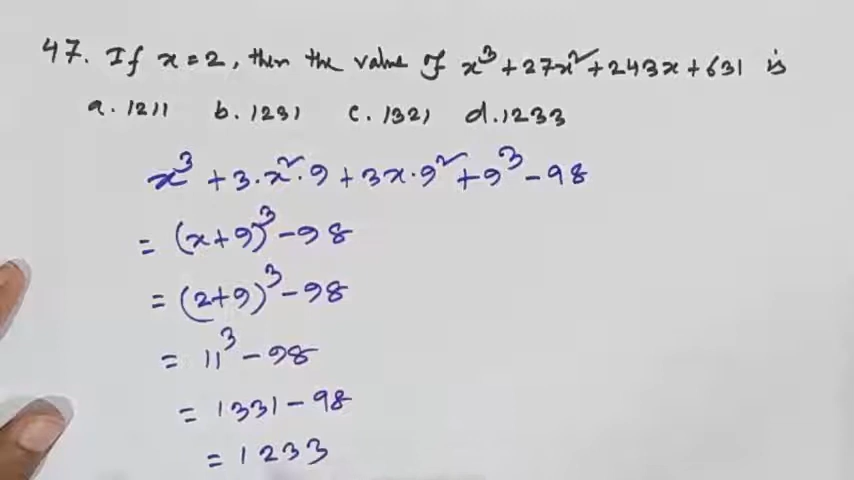 47. If x = 2, then the value of x³ + 27x² + 243x + 631 is
a. 1211 b. 1231 c. 1321 d. 1233
x³ + 3·x²·9 + 3x·9² + 9³ - 98
= (x+9)³ - 98
= (2+9)³ - 98
= 11³ - 98
= 1331 - 98
= 1233